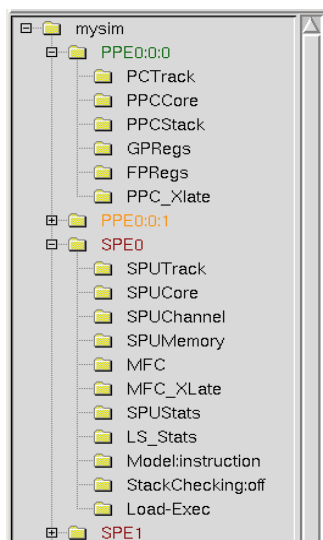 mysim
PPE0:0:0
PCTrack
PPCCore
PPCStack
GPRegs
FPRegs
PPC_Xlate
PPE0:0:1
SPE0
SPUTrack
SPUCore
SPUChannel
SPUMemory
MFC
MFC_XLate
SPUStats
LS_Stats
Model:instruction
StackChecking:off
Load-Exec
SPE1